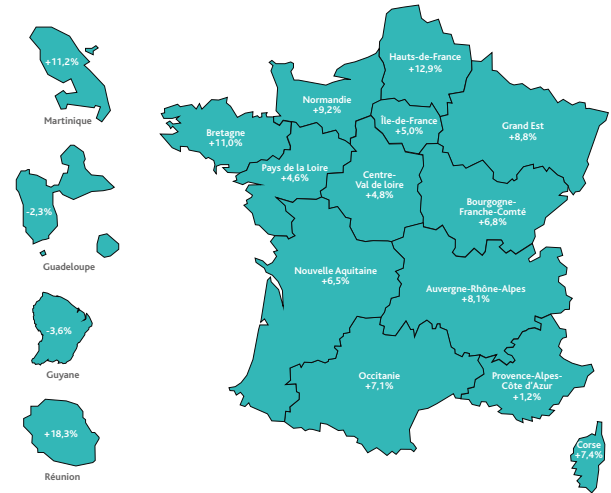 +11,2%
Martinique
-2,3%
Guadeloupe
-3,6%
Guyane
+18,3%
Réunion
Hauts-de-France
+12,9%
Normandie
+9,2%
Île-de-France
+5,0%
Grand Est
+8,8%
Bretagne
+11,0%
Pays de la Loire
+4,6%
Centre-
Val de loire
+4,8%
Bourgogne-
Franche-Comté
+6,8%
Nouvelle Aquitaine
+6,5%
Auvergne-Rhône-Alpes
+8,1%
Occitanie
+7,1%
Provence-Alpes-
Côte d'Azur
+1,2%
Corse
+7,4%